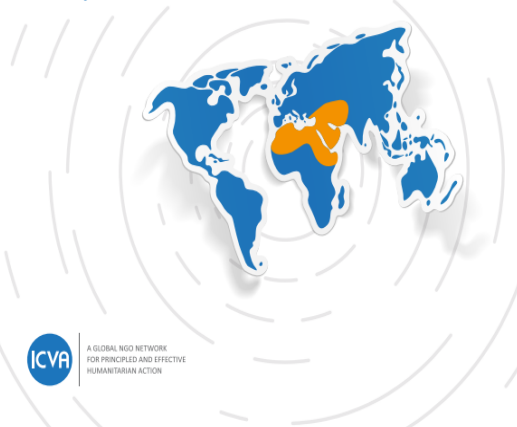 ICVA
A GLOBAL NGO NETWORK
FOR PRINCIPLED AND EFFECTIVE
HUMANITARIAN ACTION